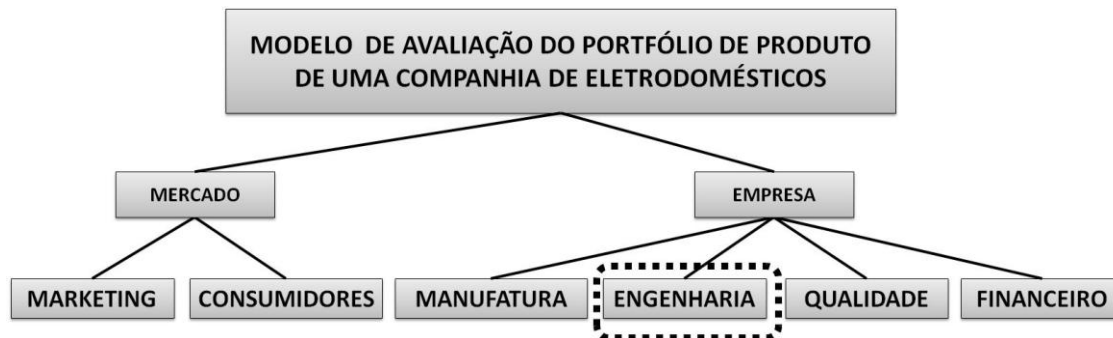 MODELO DE AVALIAÇÃO DO PORTFÓLIO DE PRODUTO
DE UMA COMPANHIA DE ELETRODOMÉSTICOS
MERCADO
EMPRESA
MARKETING
CONSUMIDORES
MANUFATURA
ENGENHARIA
QUALIDADE
FINANCEIRO